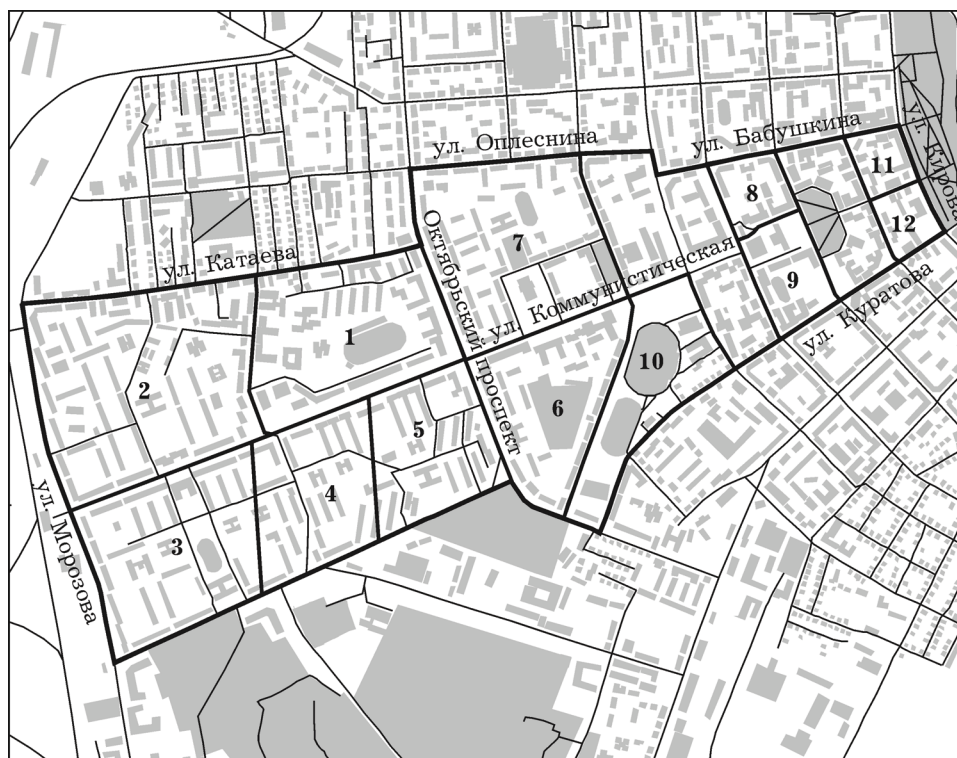 ул. Оплеснина
ул. Бабушкина
ул. Кирова
11
8
12
Октябрьский проспект
7
ул. Катаева
ул. Коммунистическая
9
ул. Куратова
1
10
2
6
5
4
ул. Морозова
3